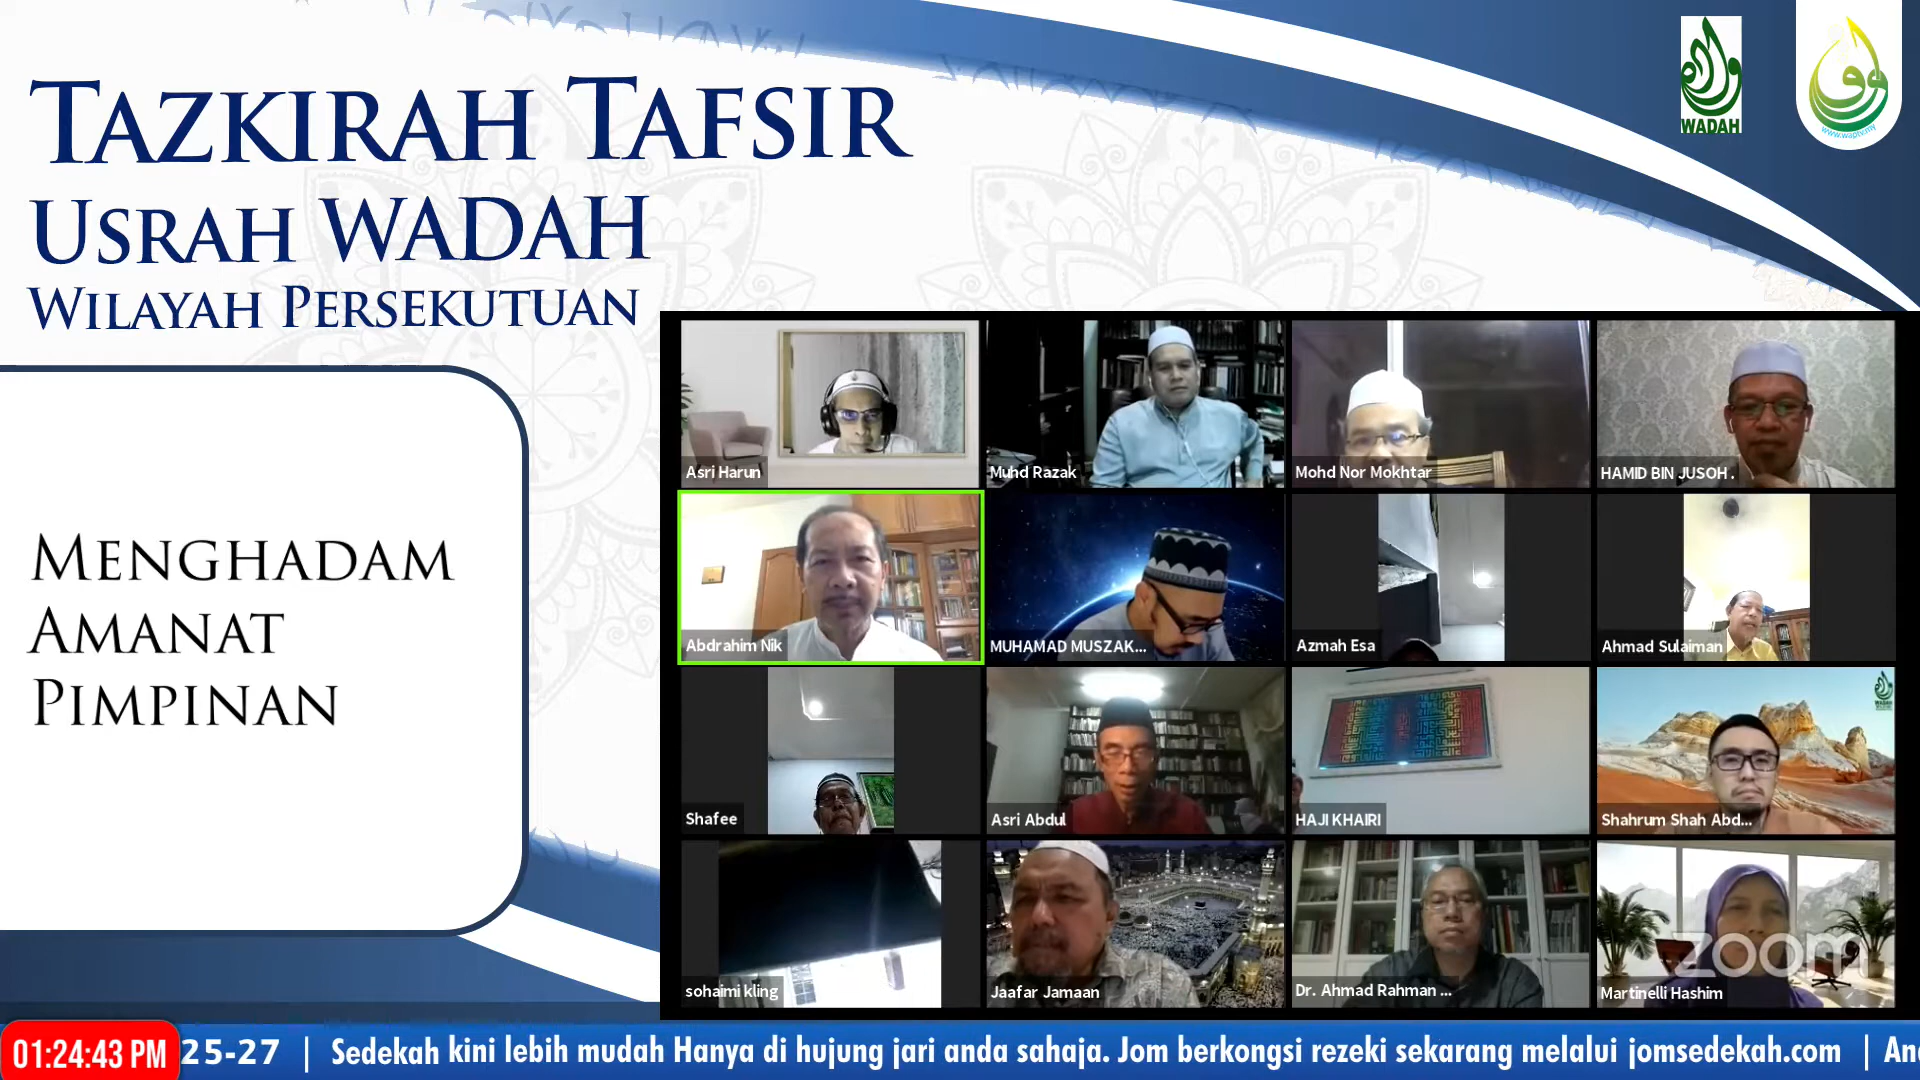 TAZKIRAH TAFSIR
USRAH WADAH
WILAYAH PERSEKUTUAN
WADAH
www.waptv.my
MENGHADAM
AMANAT
PIMPINAN
Asri Harun
Muhd Razak
Mohd Nor Mokhtar
HAMID BIN JUSOH .
Abdrahim Nik
MUHAMAD MUSZAK...
Azmah Esa
Ahmad Sulaiman
Shafee
Asri Abdul
HAJI KHAIRI
Shahrum Shah Abd...
sohaimi kling
Jaafar Jamaan
Dr. Ahmad Rahman ...
Martinelli Hashim
zoom
01:24:43 PM
25-27 | Sedekah kini lebih mudah Hanya di hujung jari anda sahaja. Jom berkongsi rezeki sekarang melalui jomsedekah.com |